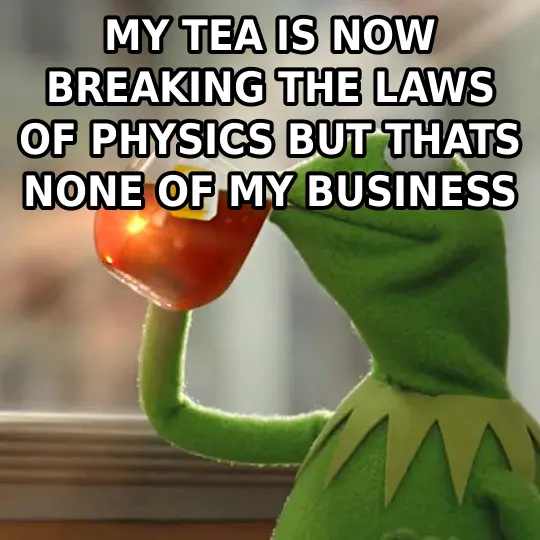 MY TEA IS NOW
BREAKING THE LAWS
OF PHYSICS BUT THATS
NONE OF MY BUSINESS